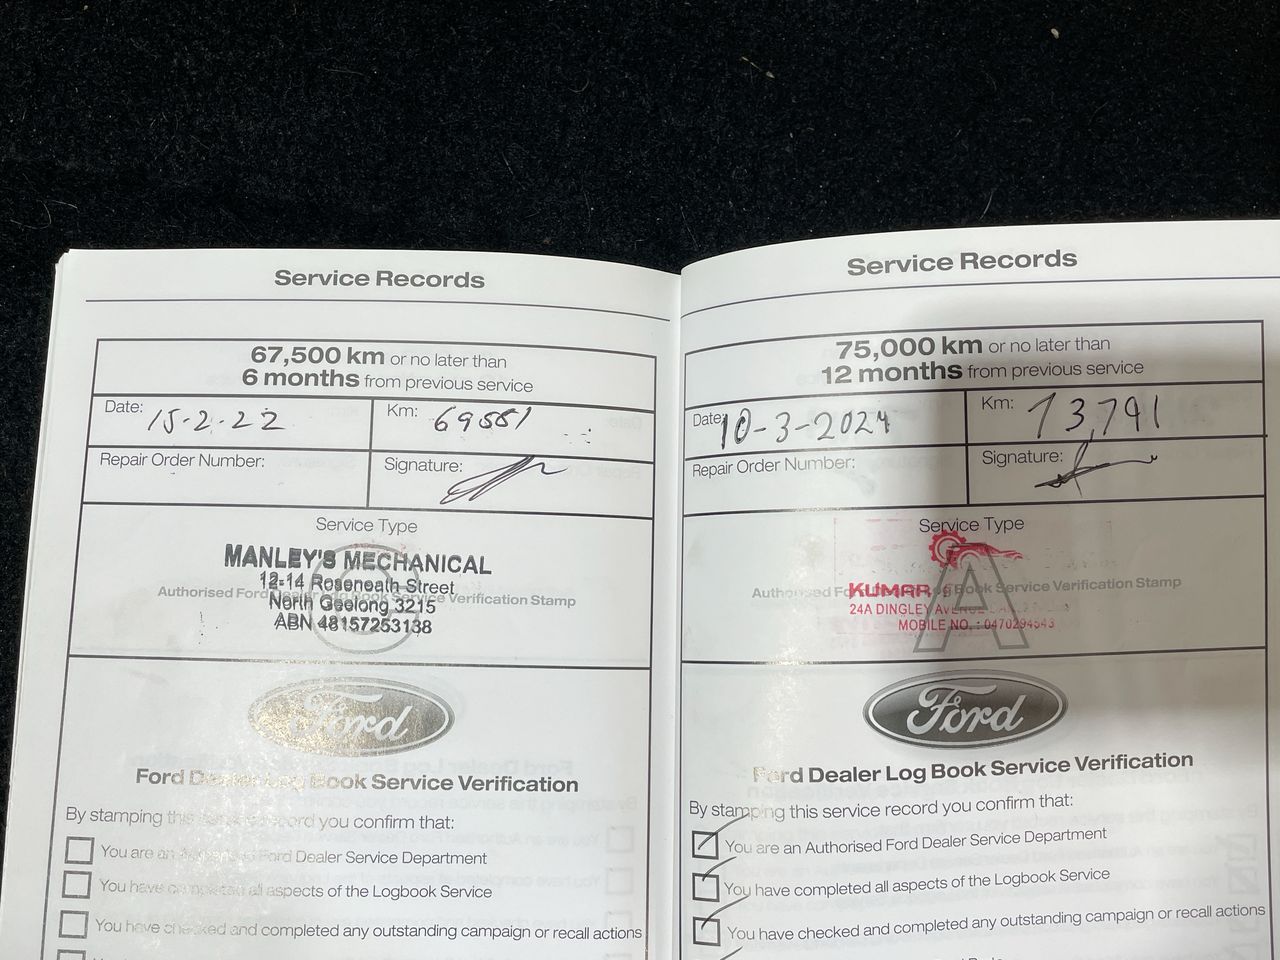 Service Records
67,500 km or no later than
6 months from previous service
Date: 15-2-22
Km: 69551
Repair Order Number:
Signature:
Service Type
Authorised Ford Dealer Log Book Service Verification Stamp
MANLEY'S MECHANICAL
12-14 Roseneath Street
North Geelong 3215
ABN 48157253138
Ford
Ford Dealer Log Book Service Verification
By stamping this service record you confirm that:
You are an Authorised Ford Dealer Service Department
You have completed all aspects of the Logbook Service
You have checked and completed any outstanding campaign or recall actions
Service Records
75,000 km or no later than
12 months from previous service
Date: 10-3-2024
Km: 73,791
Repair Order Number:
Signature:
Service Type
A
Authorised Ford Log Book Service Verification Stamp
KUMAR
24A DINGLEY AVENUE
MOBILE NO. : 0470294543
Ford
Ford Dealer Log Book Service Verification
By stamping this service record you confirm that:
You are an Authorised Ford Dealer Service Department
You have completed all aspects of the Logbook Service
You have checked and completed any outstanding campaign or recall actions